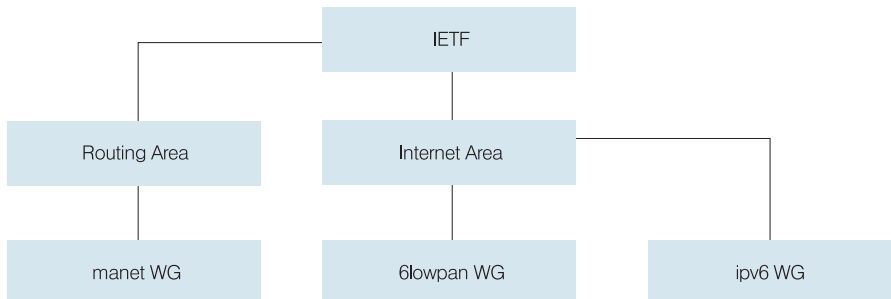 IETF
Routing Area
Internet Area
manet WG
6lowpan WG
ipv6 WG